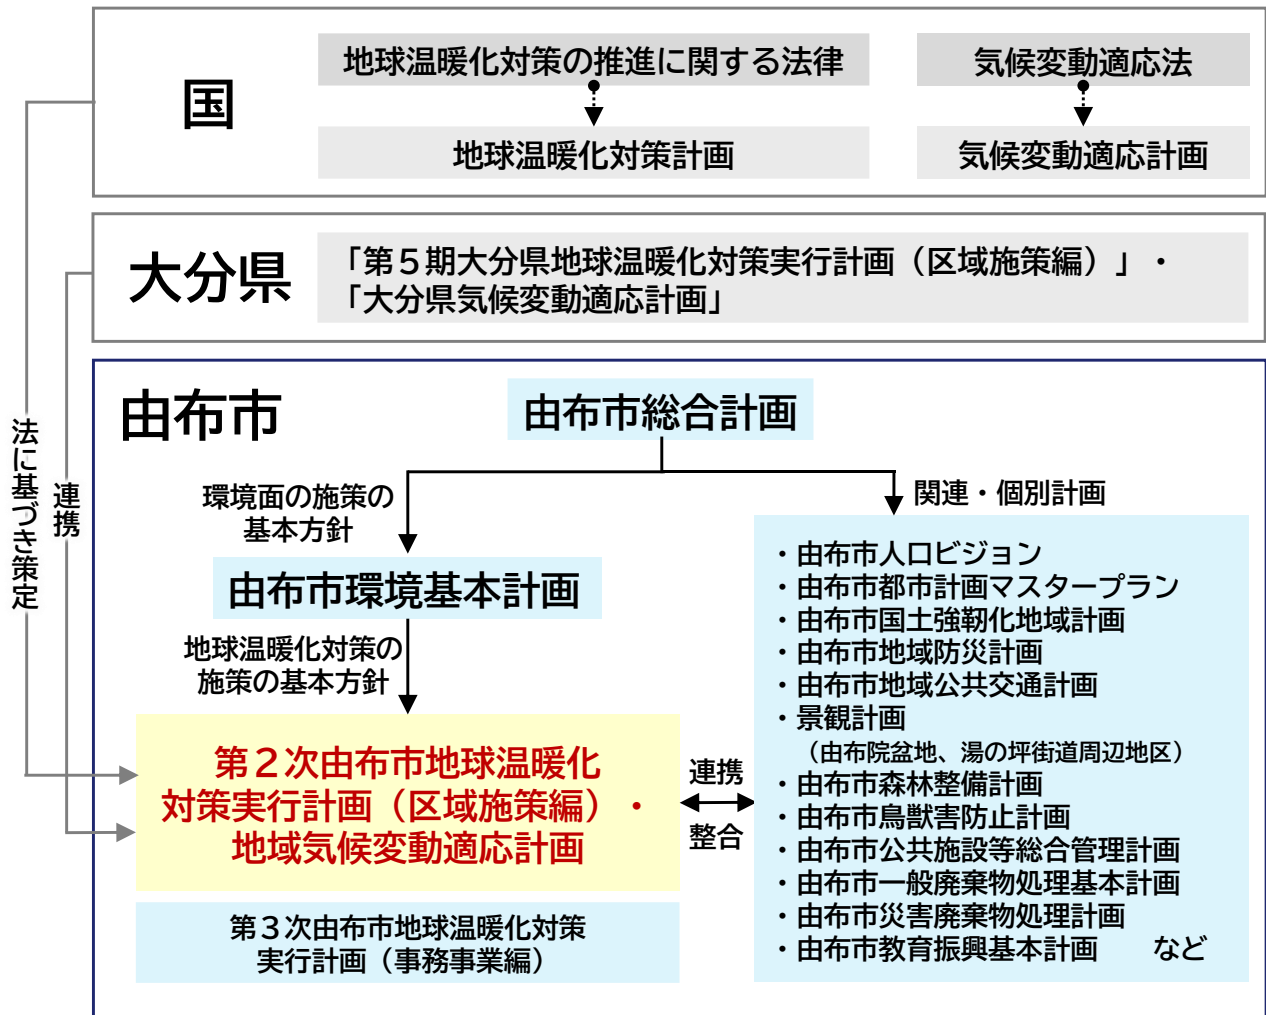 国
地球温暖化対策の推進に関する法律
気候変動適応法
地球温暖化対策計画
気候変動適応計画
大分県
「第５期大分県地球温暖化対策実行計画（区域施策編）」・
「大分県気候変動適応計画」
法に基づき策定
連携
由布市
由布市総合計画
環境面の施策の
基本方針
関連・個別計画
由布市環境基本計画
地球温暖化対策の
施策の基本方針
第２次由布市地球温暖化
対策実行計画（区域施策編）・
地域気候変動適応計画
連携
整合
第３次由布市地球温暖化対策
実行計画（事務事業編）
・由布市人口ビジョン
・由布市都市計画マスタープラン
・由布市国土強靭化地域計画
・由布市地域防災計画
・由布市地域公共交通計画
・景観計画
（由布院盆地、湯の坪街道周辺地区）
・由布市森林整備計画
・由布市鳥獣害防止計画
・由布市公共施設等総合管理計画
・由布市一般廃棄物処理基本計画
・由布市災害廃棄物処理計画
・由布市教育振興基本計画　　など